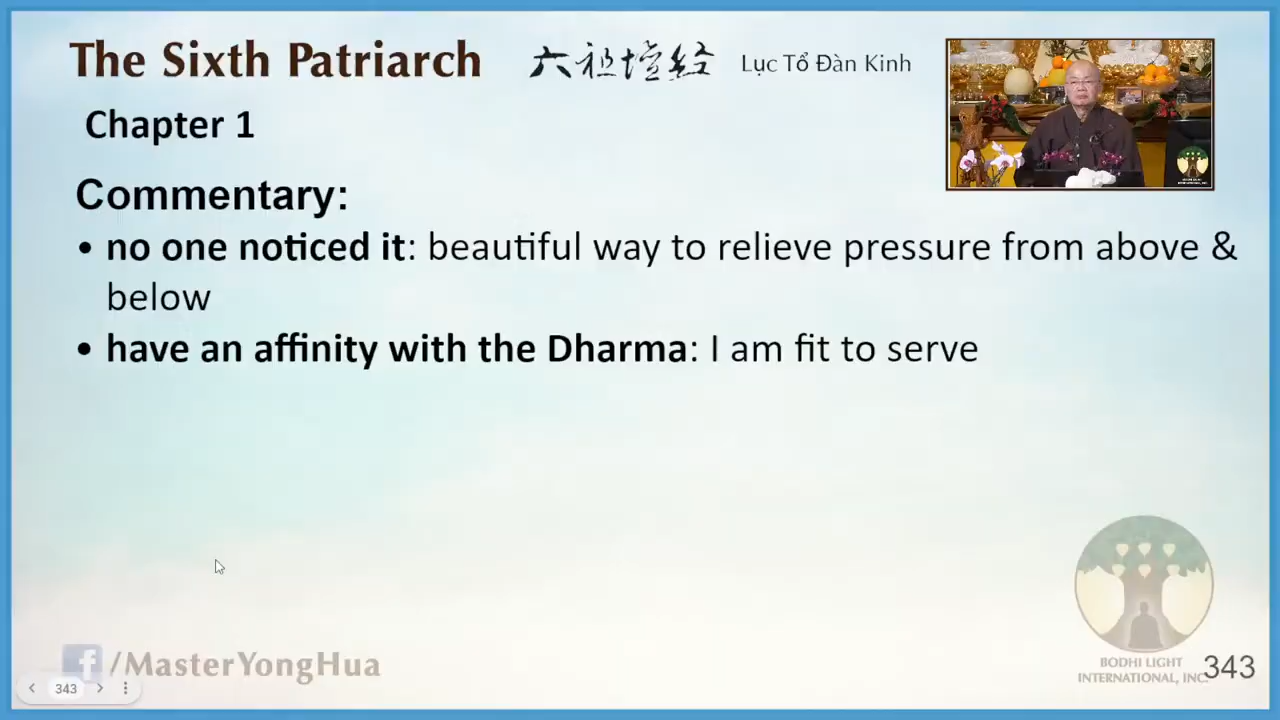 The Sixth Patriarch 六祖壇经 Lục Tổ Đàn Kinh
Chapter 1
Commentary:
• no one noticed it: beautiful way to relieve pressure from above &
below
• have an affinity with the Dharma: I am fit to serve
f/MasterYongHua
343
BODHI LIGHT
INTERNATIONAL, INC.
343